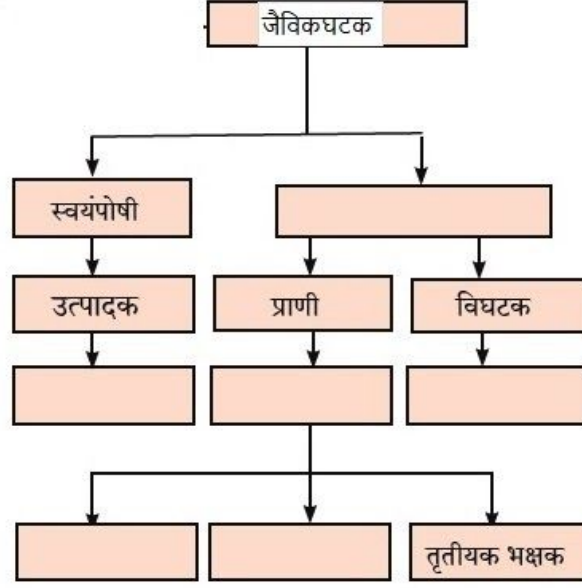 जैविकघटक
स्वयंपोषी
उत्पादक
प्राणी
विघटक
तृतीयक भक्षक